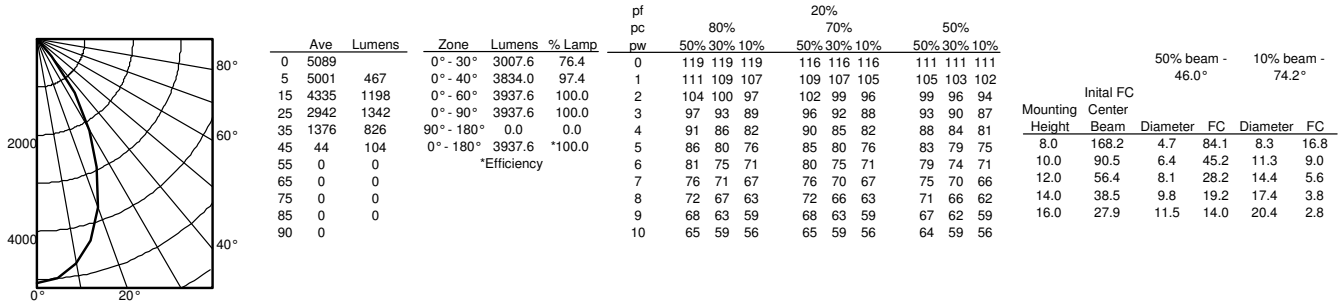 80°
60°
40°
2000
4000
0° 20°
Ave Lumens
0 5089
5 5001 467
15 4335 1198
25 2942 1342
35 1376 826
45 44 104
55 0 0
65 0 0
75 0 0
85 0 0
90 0
Zone Lumens % Lamp
0°- 30° 3007.6 76.4
0°- 40° 3834.0 97.4
0°- 60° 3937.6 100.0
0°- 90° 3937.6 100.0
90°- 180° 0.0 0.0
0°- 180° 3937.6 *100.0
*Efficiency
pf 20%
pc 80% 70% 50%
pw 50% 30% 10% 50% 30% 10% 50% 30% 10%
0 119 119 119 116 116 116 111 111 111
1 111 109 107 109 107 105 105 103 102
2 104 100 97 102 99 96 99 96 94
3 97 93 89 96 92 88 93 90 87
4 91 86 82 90 85 82 88 84 81
5 86 80 76 85 80 76 83 79 75
6 81 75 71 80 75 71 79 74 71
7 76 71 67 76 70 67 75 70 66
8 72 67 63 72 66 63 71 66 62
9 68 63 59 68 63 59 67 62 59
10 65 59 56 65 59 56 64 59 56
50% beam - 10% beam -
46.0° 74.2°
Inital FC
Mounting Center
Height Beam Diameter FC Diameter FC
8.0 168.2 4.7 84.1 8.3 16.8
10.0 90.5 6.4 45.2 11.3 9.0
12.0 56.4 8.1 28.2 14.4 5.6
14.0 38.5 9.8 19.2 17.4 3.8
16.0 27.9 11.5 14.0 20.4 2.8